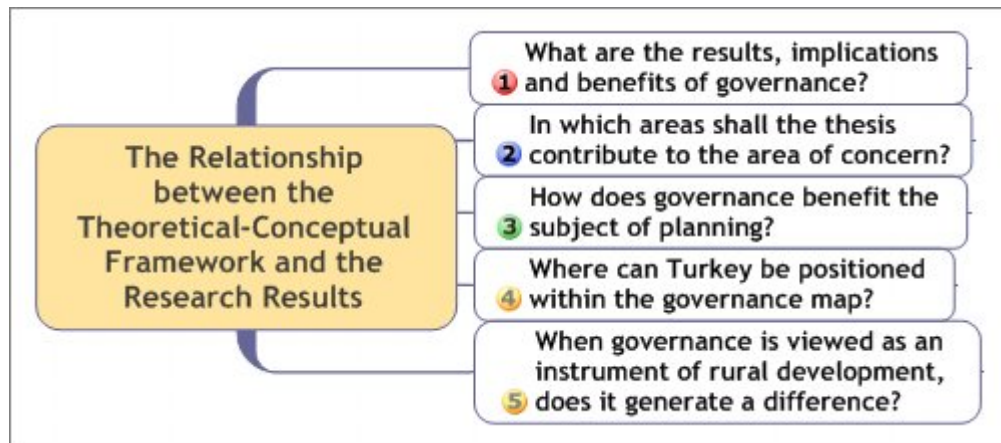 The Relationship
between the
Theoretical-Conceptual
Framework and the
Research Results
What are the results, implications
1 and benefits of governance?
In which areas shall the thesis
2 contribute to the area of concern?
How does governance benefit the
3 subject of planning?
Where can Turkey be positioned
4 within the governance map?
When governance is viewed as an
instrument of rural development,
5 does it generate a difference?